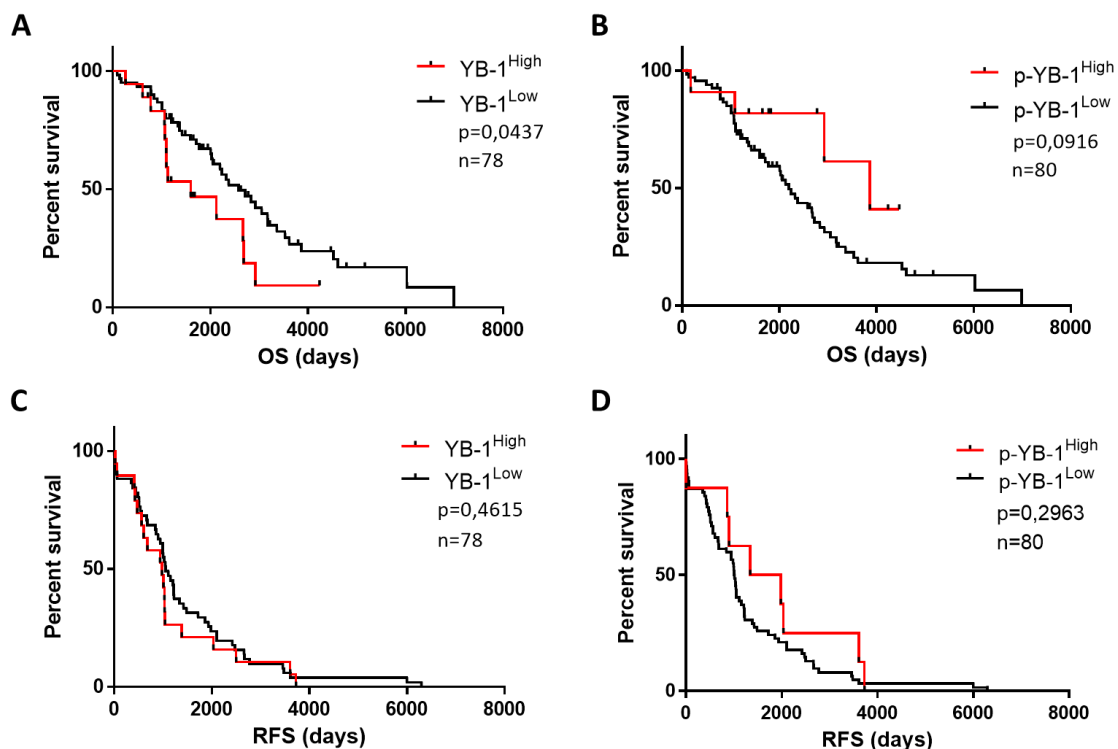 A
Percent survival
100
50
0
0 2000 4000 6000 8000
OS (days)
YB-1High
YB-1Low
p=0,0437
n=78
B
Percent survival
100
50
0
0 2000 4000 6000 8000
OS (days)
p-YB-1High
p-YB-1Low
p=0,0916
n=80
C
Percent survival
100
50
0
0 2000 4000 6000 8000
RFS (days)
YB-1High
YB-1Low
p=0,4615
n=78
D
Percent survival
100
50
0
0 2000 4000 6000 8000
RFS (days)
p-YB-1High
p-YB-1Low
p=0,2963
n=80